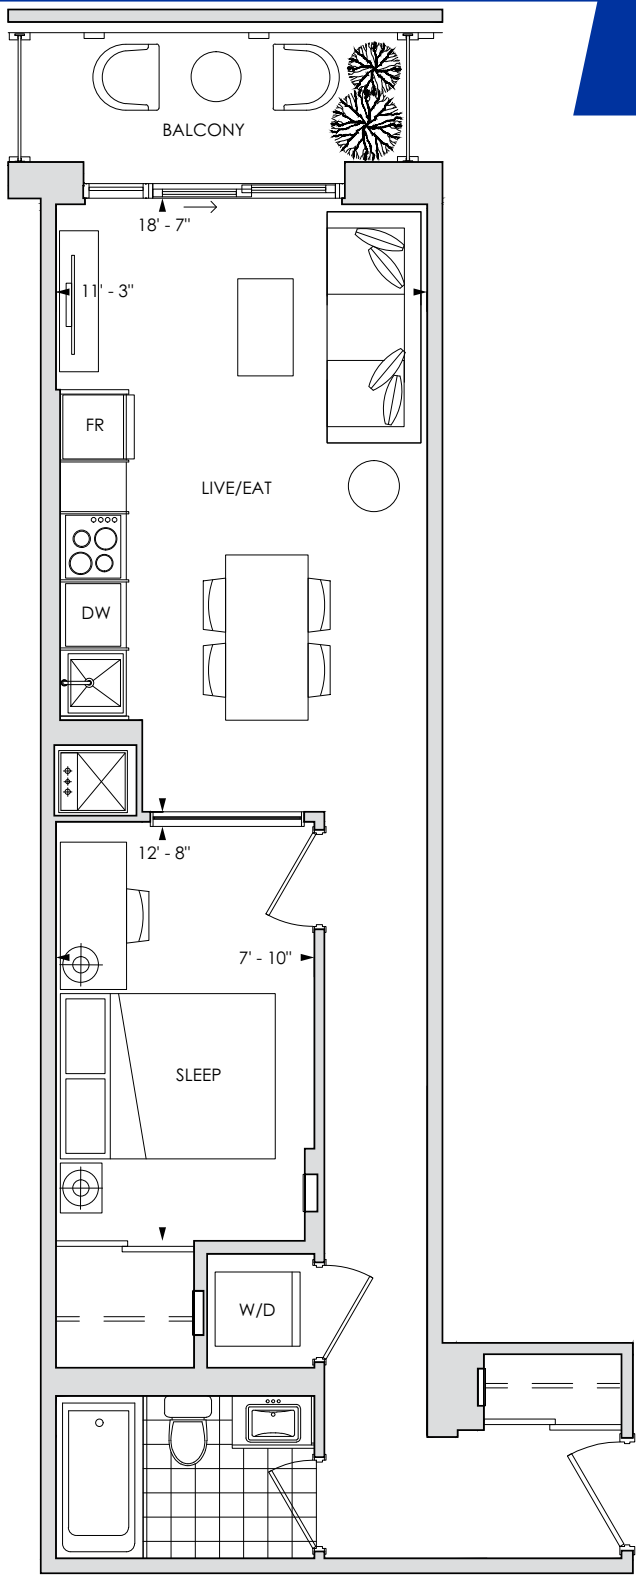 BALCONY
18' - 7"
11' - 3"
FR
LIVE/EAT
DW
12' - 8"
7' - 10"
SLEEP
W/D